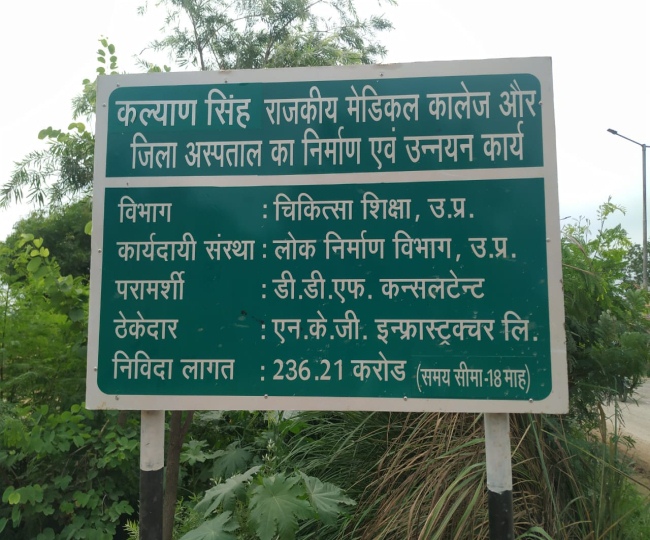 कल्याण सिंह राजकीय मेडिकल कालेज और
जिला अस्पताल का निर्माण एवं उन्नयन कार्य
विभाग : चिकित्सा शिक्षा, उ.प्र.
कार्यदायी संस्था : लोक निर्माण विभाग, उ.प्र.
परामर्शी : डी.डी.एफ. कन्सलटेन्ट
ठेकेदार : एन.के.जी. इन्फ्रास्ट्रक्चर लि.
निविदा लागत : 236.21 करोड (समय सीमा-18 माह)